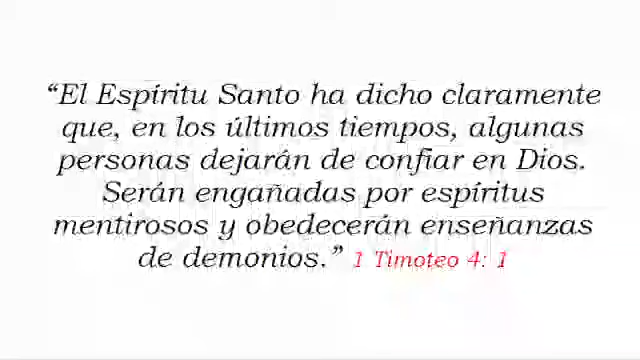 “El Espíritu Santo ha dicho claramente
que, en los últimos tiempos, algunas
personas dejarán de confiar en Dios.
Serán engañadas por espíritus
mentirosos y obedecerán enseñanzas
de demonios.” 1 Timoteo 4: 1